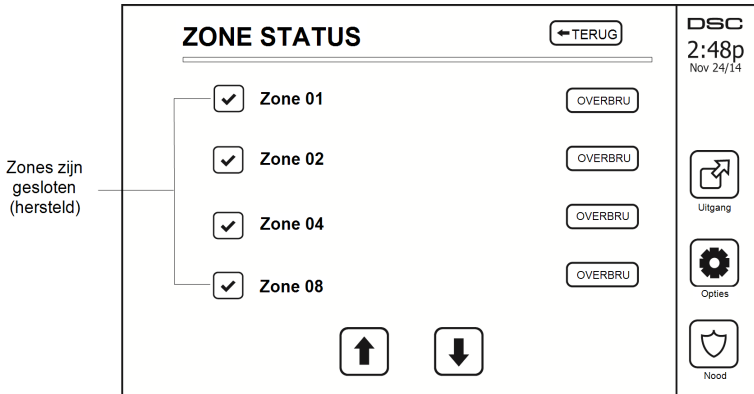 ZONE STATUS
TERUG
DSC
2:48p
Nov 24/14
Zone 01
OVERBRU
Zone 02
OVERBRU
Zone 04
OVERBRU
Zone 08
OVERBRU
Zones zijn
gesloten
(hersteld)
Uitgang
Opties
Nood